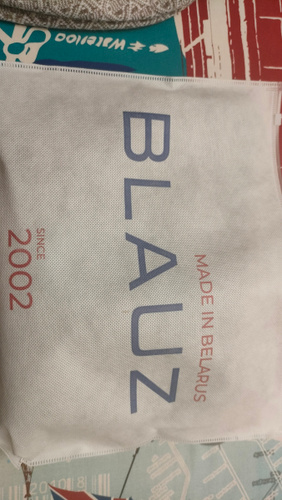 Waterloo
MADE IN BELARUS
BLAUZ
SINCE
2002